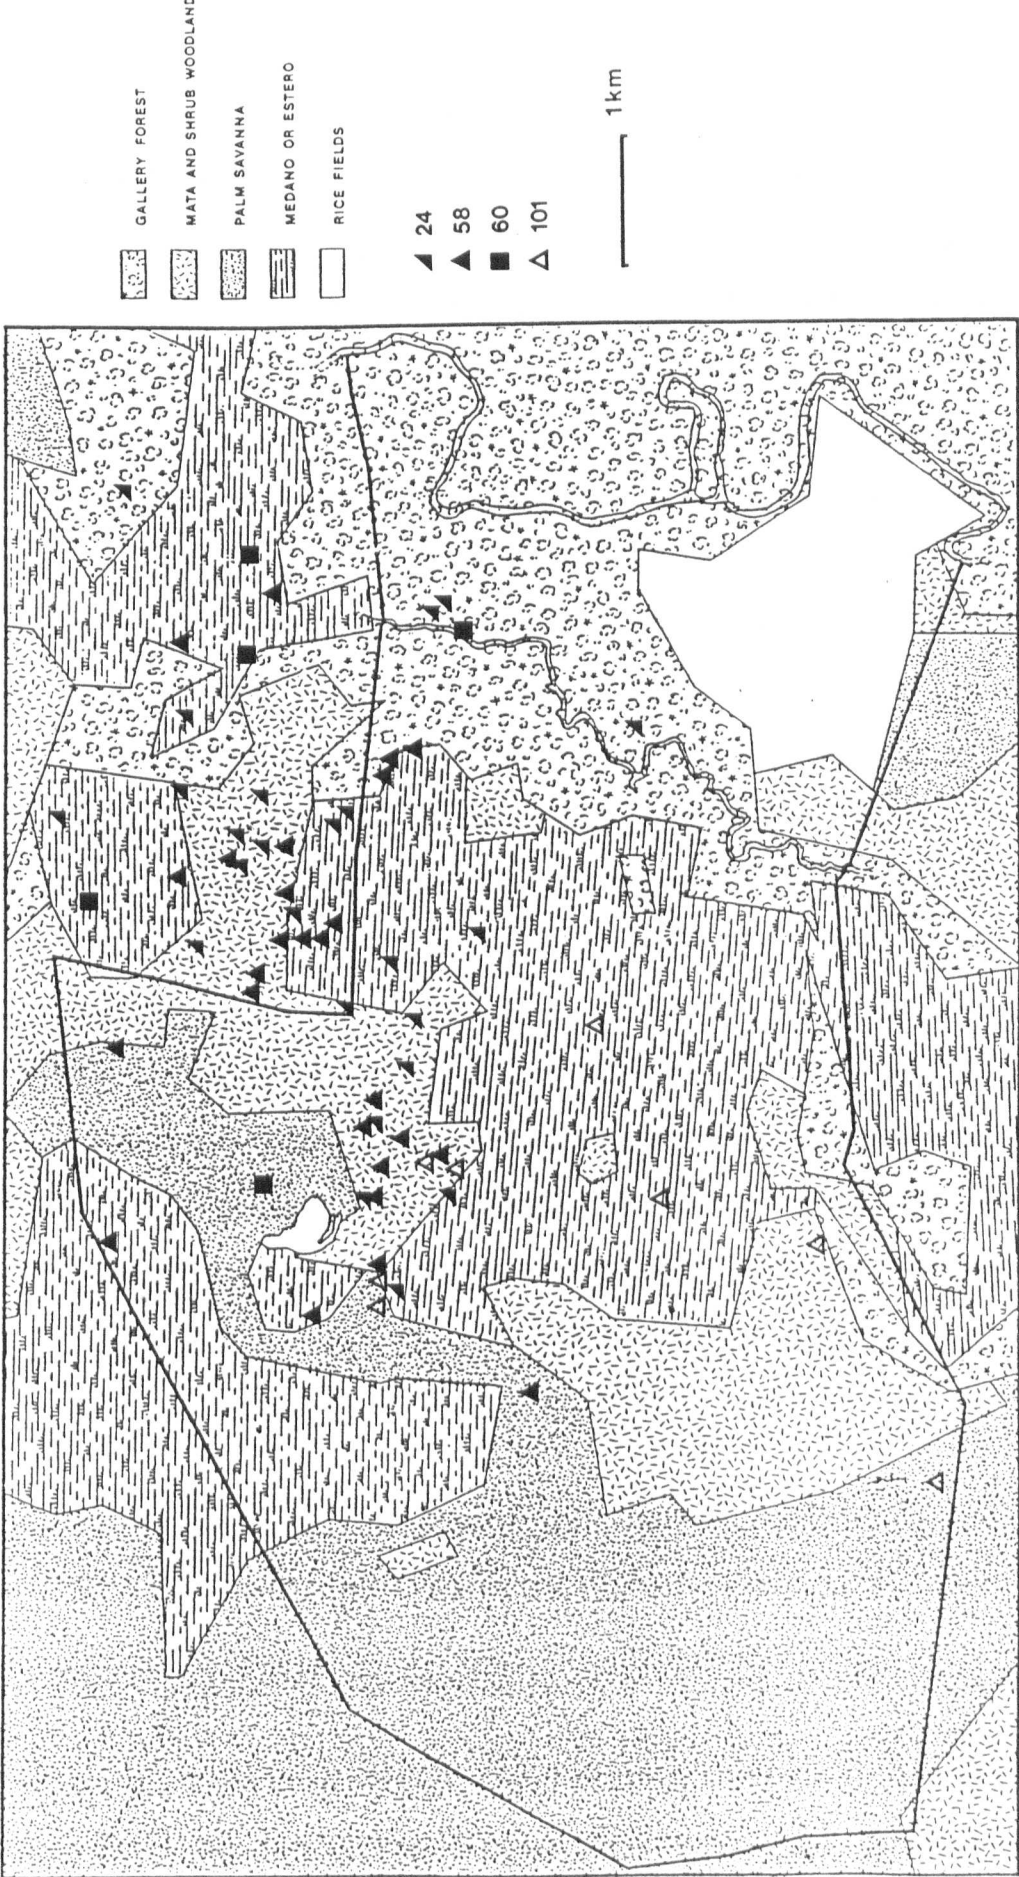 GALLERY FOREST
MATA AND SHRUB WOODLAND
PALM SAVANNA
MEDANO OR ESTERO
RICE FIELDS
24
58
60
101
1km